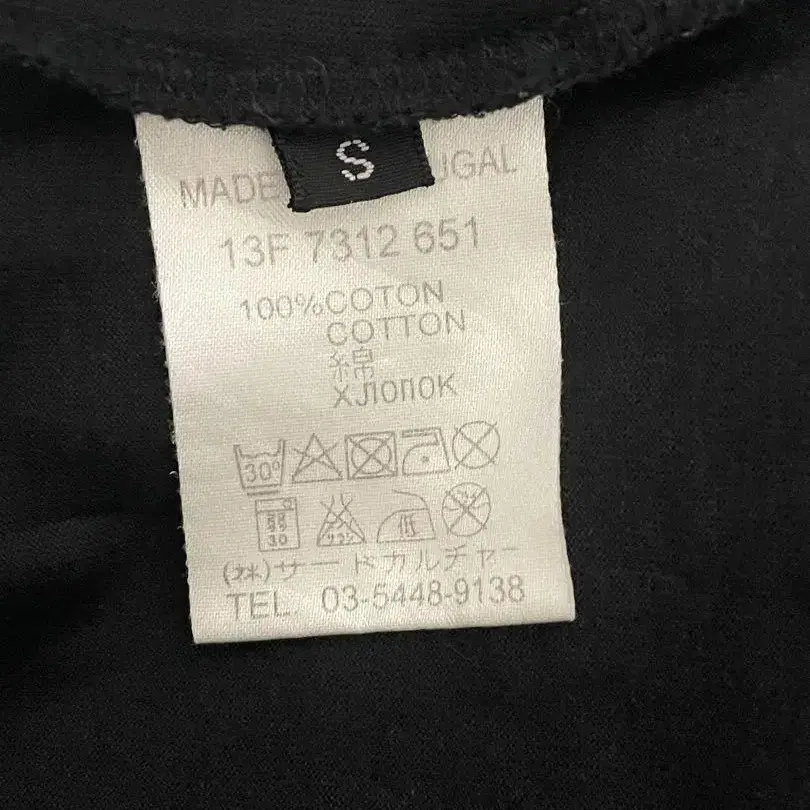 S
MADE UGAL
13F 7312 651
100%COTON
COTTON
綿
ХЛОПОК
30°
30 低
(株)サードカルチャー
TEL. 03-5448-9138